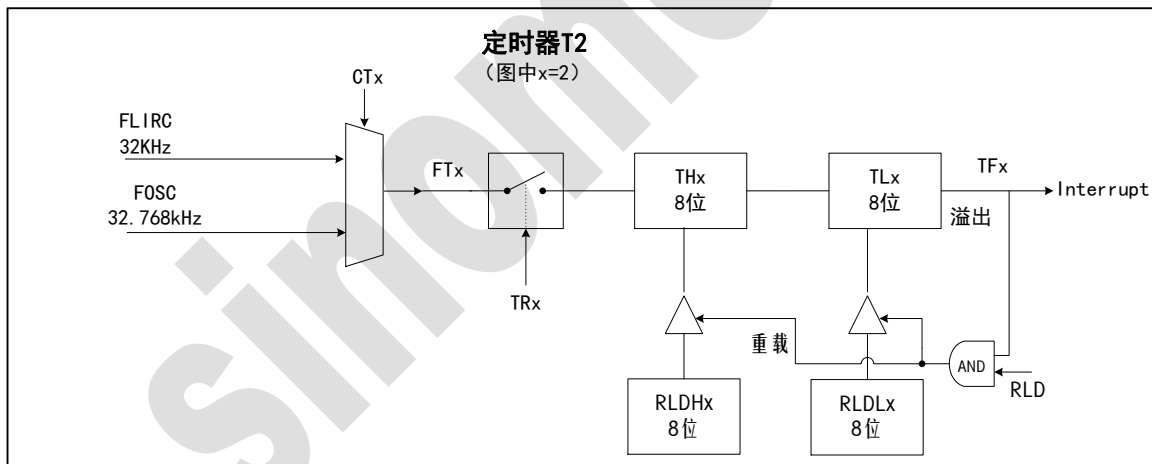 定时器T2
（图中x=2）
CTx
FLIRC
32KHz
FOSC
32.768kHz
FTx
TRx
THx
8位
TLx
8位
TFx
溢出
Interrupt
重载
AND
RLD
RLDHx
8位
RLDLx
8位
sinom